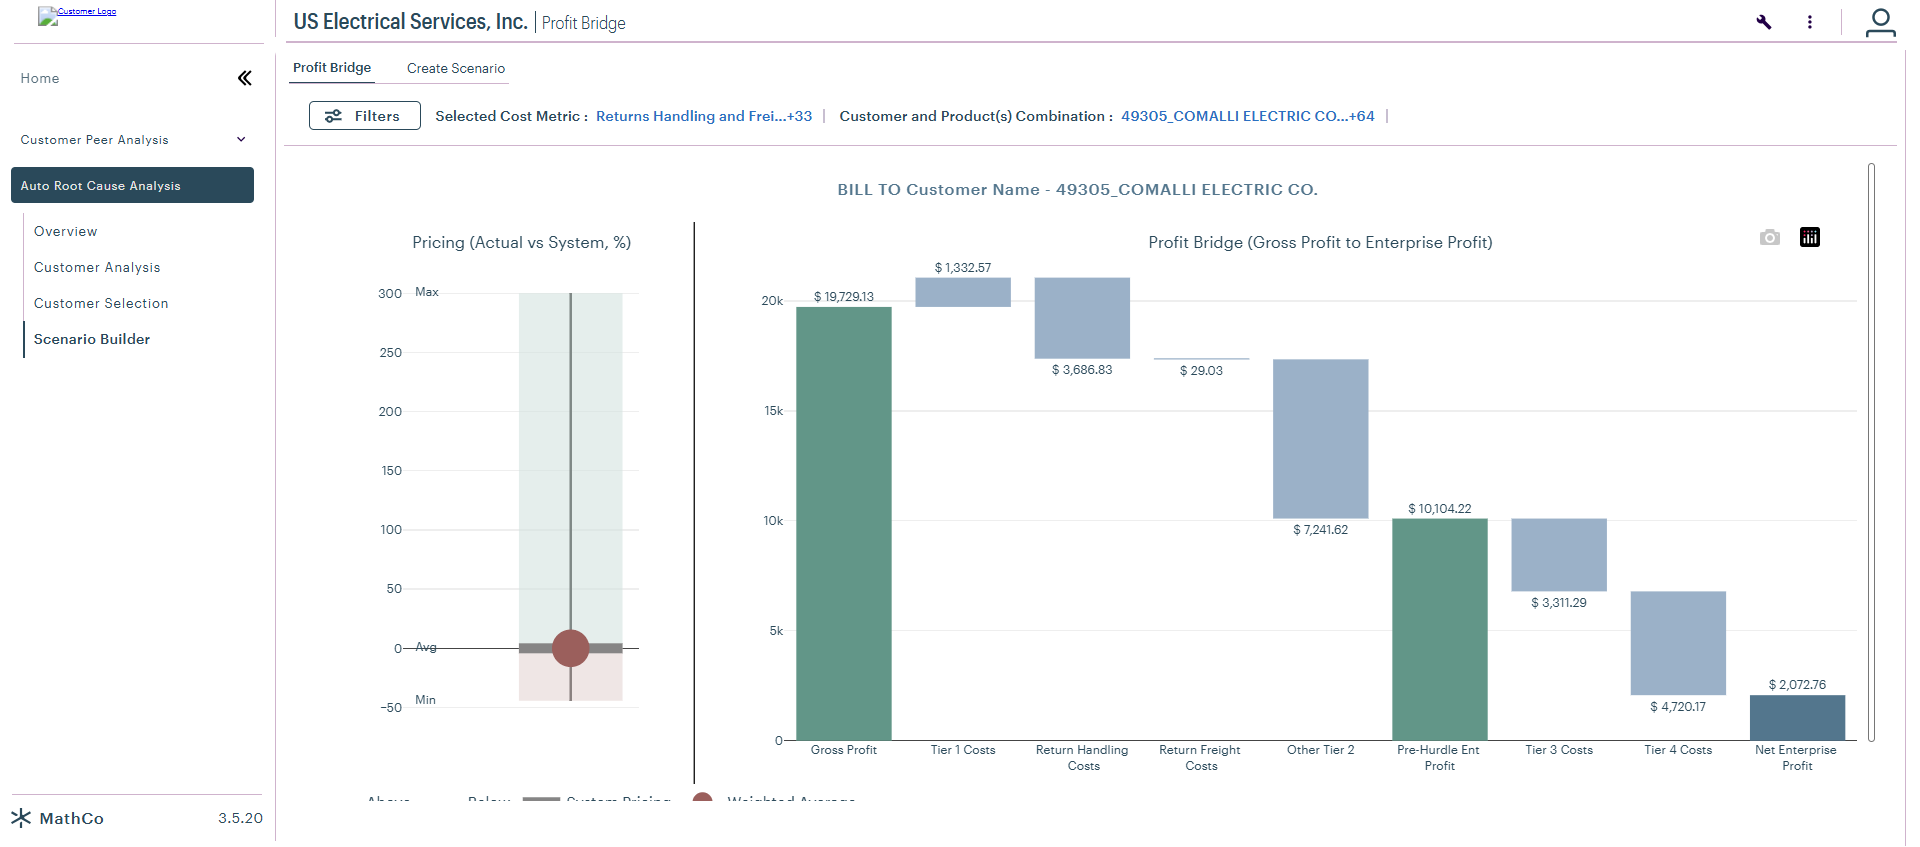 Customer Logo
US Electrical Services, Inc. | Profit Bridge
Home
Customer Peer Analysis
Auto Root Cause Analysis
Overview
Customer Analysis
Customer Selection
Scenario Builder
MathCo 3.5.20
Profit Bridge Create Scenario
Filters Selected Cost Metric : Returns Handling and Frei...+33 | Customer and Product(s) Combination : 49305_COMALLI ELECTRIC CO...+64 |
BILL TO Customer Name - 49305_COMALLI ELECTRIC CO.
Pricing (Actual vs System, %)
300 Max
250
200
150
100
50
0 Avg
Min
−50
Profit Bridge (Gross Profit to Enterprise Profit)
20k
15k
10k
5k
0
$ 19,729.13
$ 1,332.57
$ 3,686.83
$ 29.03
$ 7,241.62
$ 10,104.22
$ 3,311.29
$ 4,720.17
$ 2,072.76
Gross Profit
Tier 1 Costs
Return Handling
Costs
Return Freight
Costs
Other Tier 2
Pre-Hurdle Ent
Profit
Tier 3 Costs
Tier 4 Costs
Net Enterprise
Profit
Above Below System Pricing Weighted Average